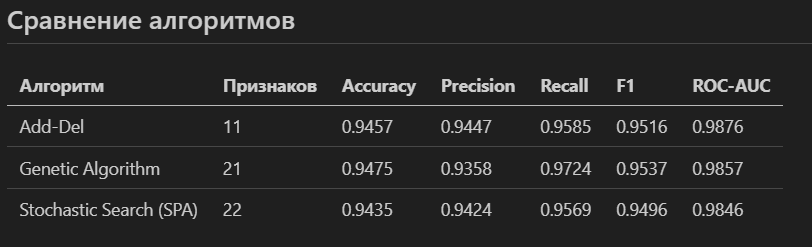 Сравнение алгоритмов
Алгоритм Признаков Accuracy Precision Recall F1 ROC-AUC
Add-Del 11 0.9457 0.9447 0.9585 0.9516 0.9876
Genetic Algorithm 21 0.9475 0.9358 0.9724 0.9537 0.9857
Stochastic Search (SPA) 22 0.9435 0.9424 0.9569 0.9496 0.9846